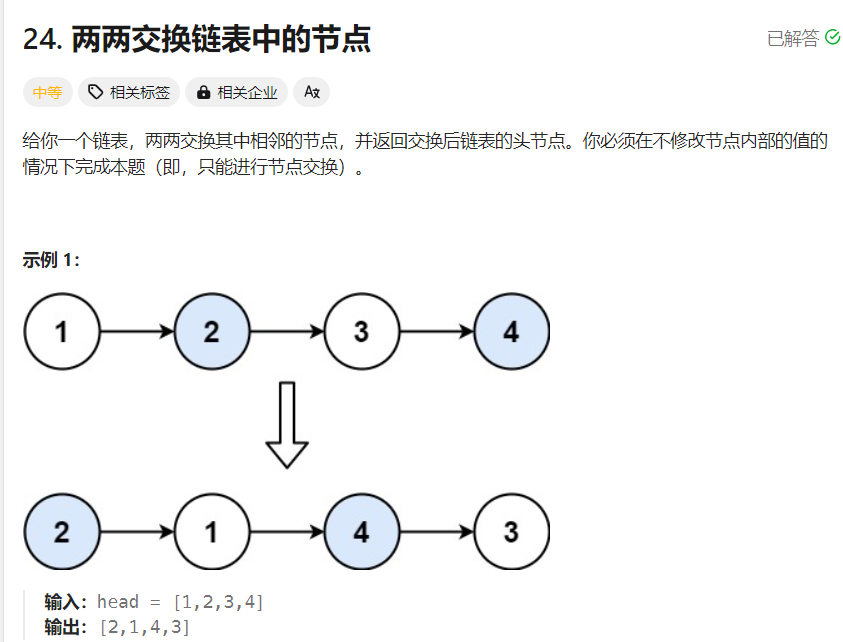 24. 两两交换链表中的节点
已解答
中等
相关标签
相关企业
给你一个链表，两两交换其中相邻的节点，并返回交换后链表的头节点。你必须在不修改节点内部的值的
情况下完成本题（即，只能进行节点交换）。
示例 1：
1 2 3 4
2 1 4 3
输入：head = [1,2,3,4]
输出：[2,1,4,3]